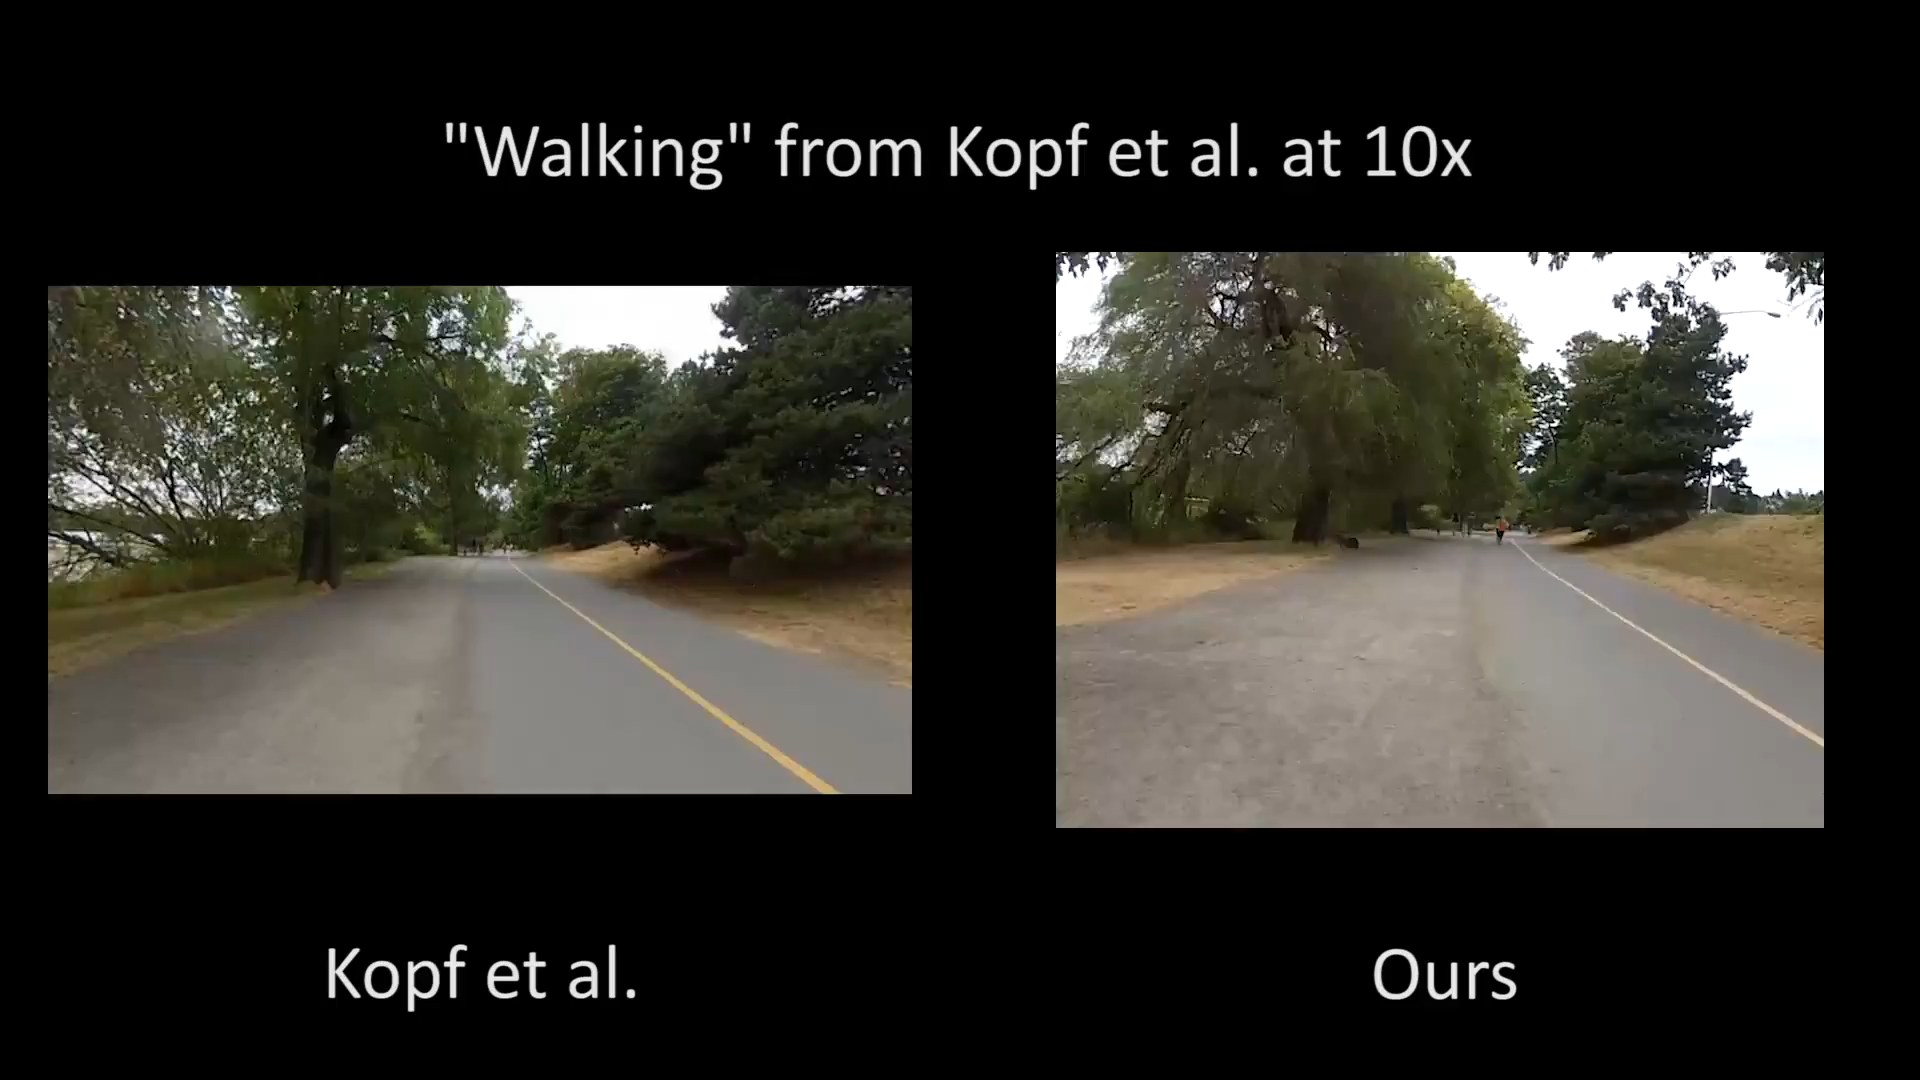 "Walking" from Kopf et al. at 10x
Kopf et al.
Ours